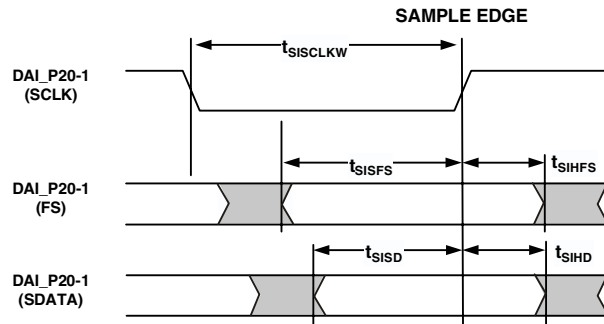 SAMPLE EDGE
tSISCLKW
DAI_P20-1
(SCLK)
tSISFS
tSIHFS
DAI_P20-1
(FS)
tSISD
tSIHD
DAI_P20-1
(SDATA)